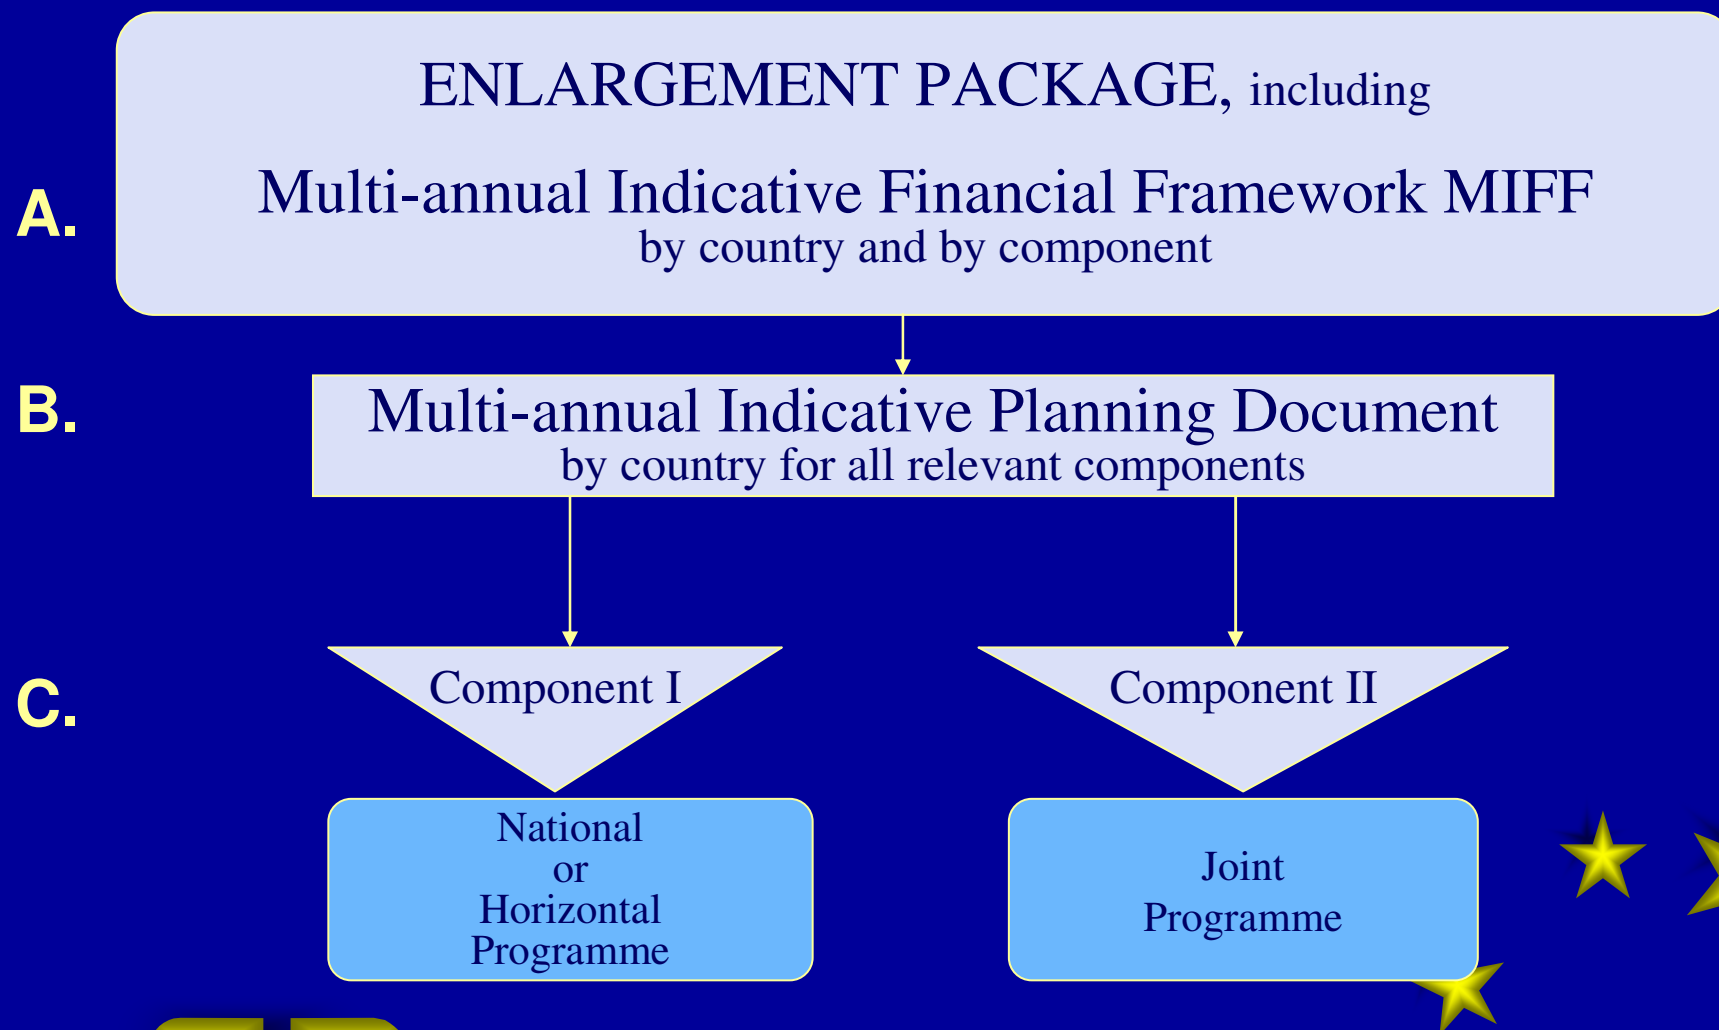 ENLARGEMENT PACKAGE, including
Multi-annual Indicative Financial Framework MIFF
by country and by component
A.
Multi-annual Indicative Planning Document
by country for all relevant components
B.
C.
Component I
Component II
National
or
Horizontal
Programme
Joint
Programme